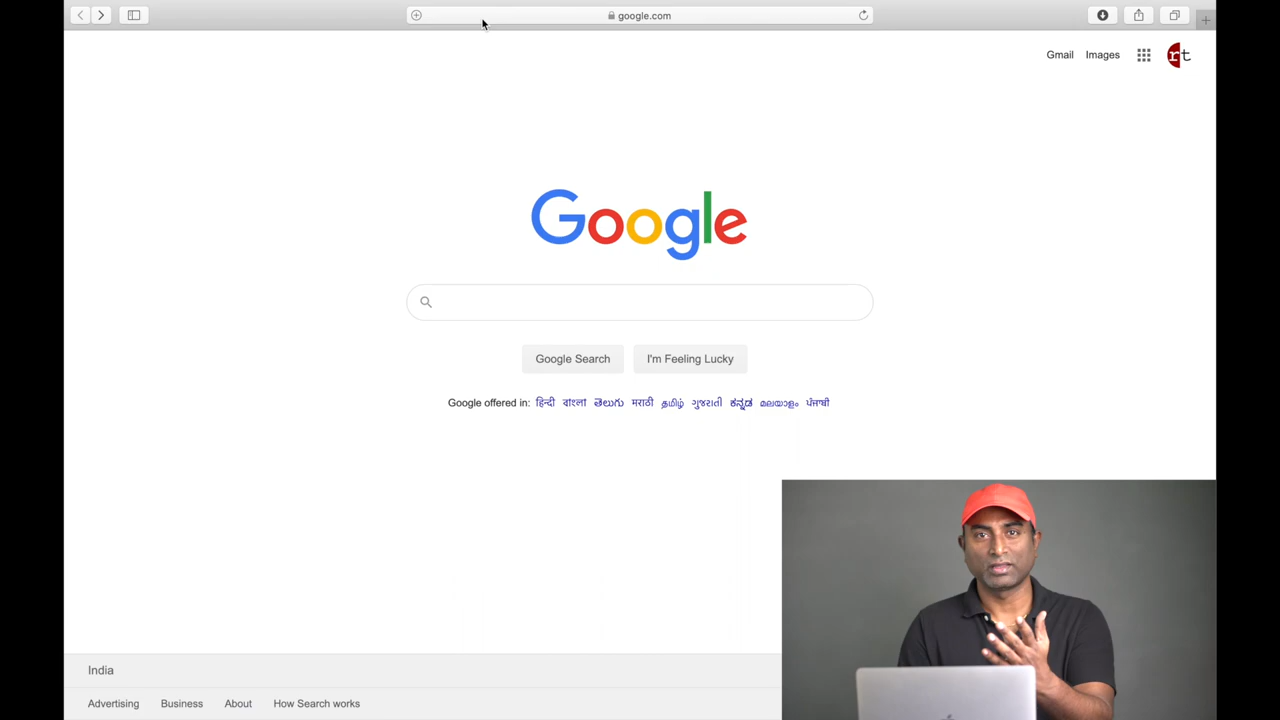 google.com
Gmail Images
rt
Google
Google Search I'm Feeling Lucky
Google offered in: हिन्दी বাংলা తెలుగు मराठी தமிழ் ગુજરાતી ಕನ್ನಡ മലയാളം ਪੰਜਾਬੀ
India
Advertising Business About How Search works